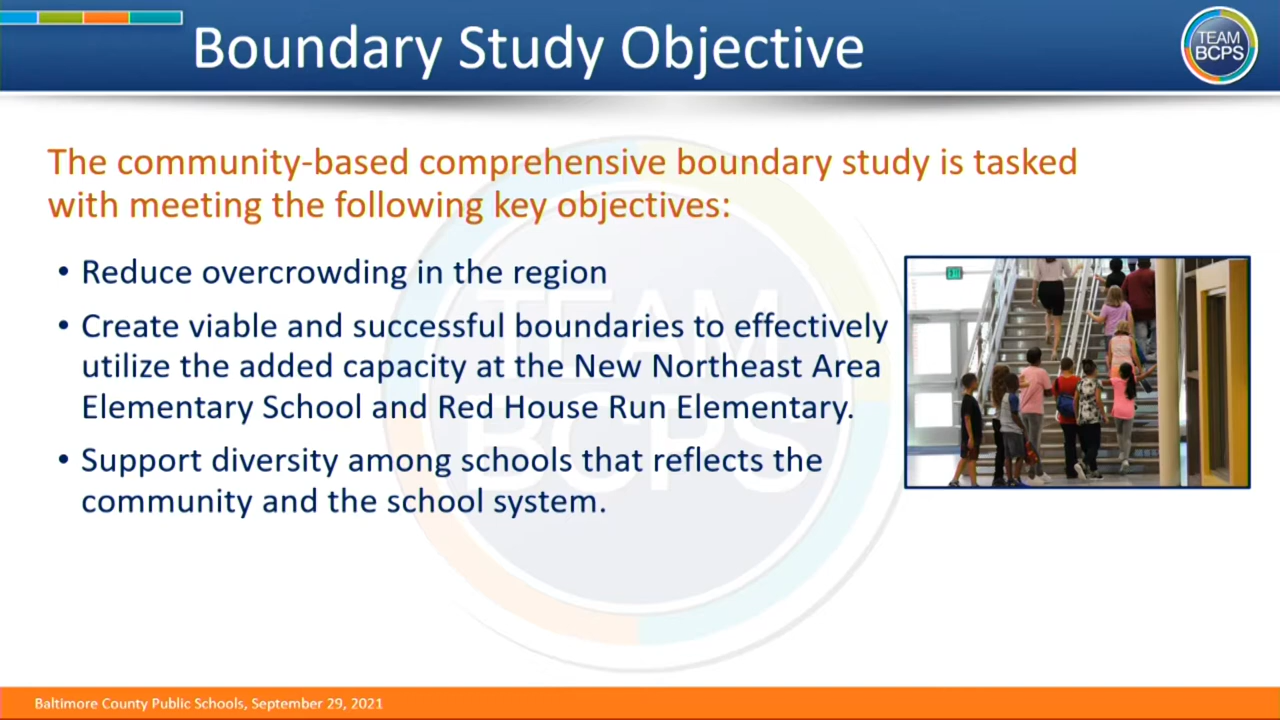 Boundary Study Objective
TEAM
BCPS
The community-based comprehensive boundary study is tasked
with meeting the following key objectives:
• Reduce overcrowding in the region
• Create viable and successful boundaries to effectively
utilize the added capacity at the New Northeast Area
Elementary School and Red House Run Elementary.
• Support diversity among schools that reflects the
community and the school system.
TEAM
BCPS
Baltimore County Public Schools, September 29, 2021